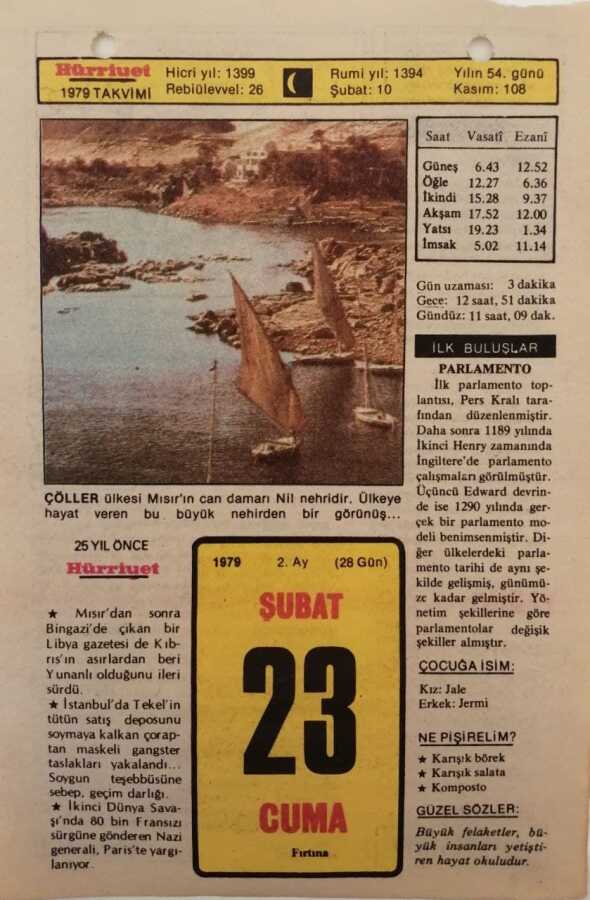 Hürriyet
1979 TAKVİMİ
Hicri yıl: 1399
Rebiülevvel: 26
Rumi yıl: 1394
Şubat: 10
Yılın 54. günü
Kasım: 108
ÇÖLLER ülkesi Mısır'ın can damarı Nil nehridir. Ülkeye
hayat veren bu büyük nehirden bir görünüş...
25 YIL ÖNCE
Hürriyet
★ Mısır'dan sonra
Bingazi'de çıkan bir
Libya gazetesi de Kıb-
rıs'ın asırlardan beri
Yunanlı olduğunu ileri
sürdü.
★ İstanbul'da Tekel'in
tütün satış deposunu
soymaya kalkan çorap-
tan maskeli gangster
taslakları yakalandı...
Soygun teşebbüsüne
sebep, geçim darlığı.
★ İkinci Dünya Sava-
şı'nda 80 bin Fransızı
sürgüne gönderen Nazi
generali, Paris'te yargı-
lanıyor.
1979 2. Ay (28 Gün)
ŞUBAT
23
CUMA
Fırtına
Saat Vasatî Ezanî
Güneş 6.43 12.52
Öğle 12.27 6.36
İkindi 15.28 9.37
Akşam 17.52 12.00
Yatsı 19.23 1.34
İmsak 5.02 11.14
Gün uzaması: 3 dakika
Gece: 12 saat, 51 dakika
Gündüz: 11 saat, 09 dak.
İLK BULUŞLAR
PARLAMENTO
İlk parlamento top-
lantısı, Pers Kralı tara-
fından düzenlenmiştir.
Daha sonra 1189 yılında
İkinci Henry zamanında
İngiltere'de parlamento
çalışmaları görülmüştür.
Üçüncü Edward devrin-
de ise 1290 yılında ger-
çek bir parlamento mo-
deli benimsenmiştir. Di-
ğer ülkelerdeki parla-
mento tarihi de aynı şe-
kilde gelişmiş, günümü-
ze kadar gelmiştir. Yö-
netim şekillerine göre
parlamentolar değişik
şekiller almıştır.
ÇOCUĞA İSİM:
Kız: Jale
Erkek: Jermi
NE PİŞİRELİM?
★ Karışık börek
★ Karışık salata
★ Komposto
GÜZEL SÖZLER:
Büyük felaketler, bü-
yük insanları yetişti-
ren hayat okuludur.